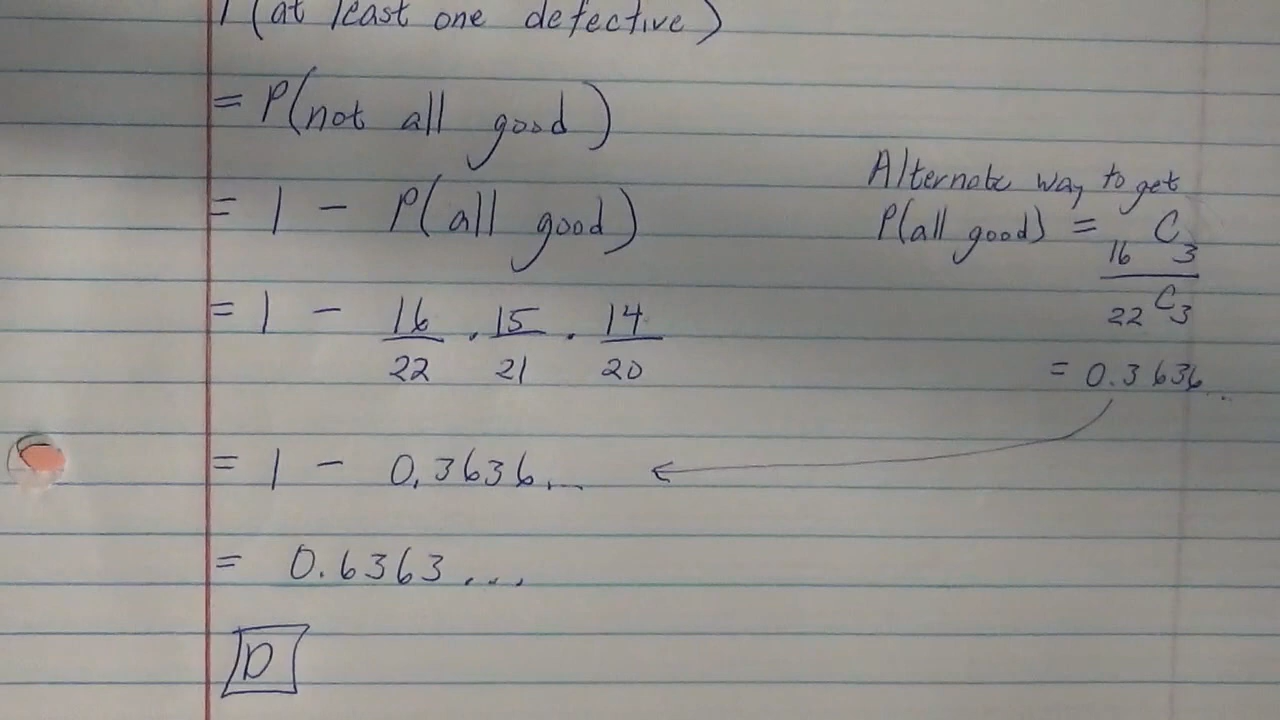 P(at least one defective)
= P(not all good)
= 1 - P(all good)
= 1 - 16/22 . 15/21 . 14/20
= 1 - 0.3636...
= 0.6363...
D
Alternate way to get
P(all good) = 16C3
22C3
= 0.3636...